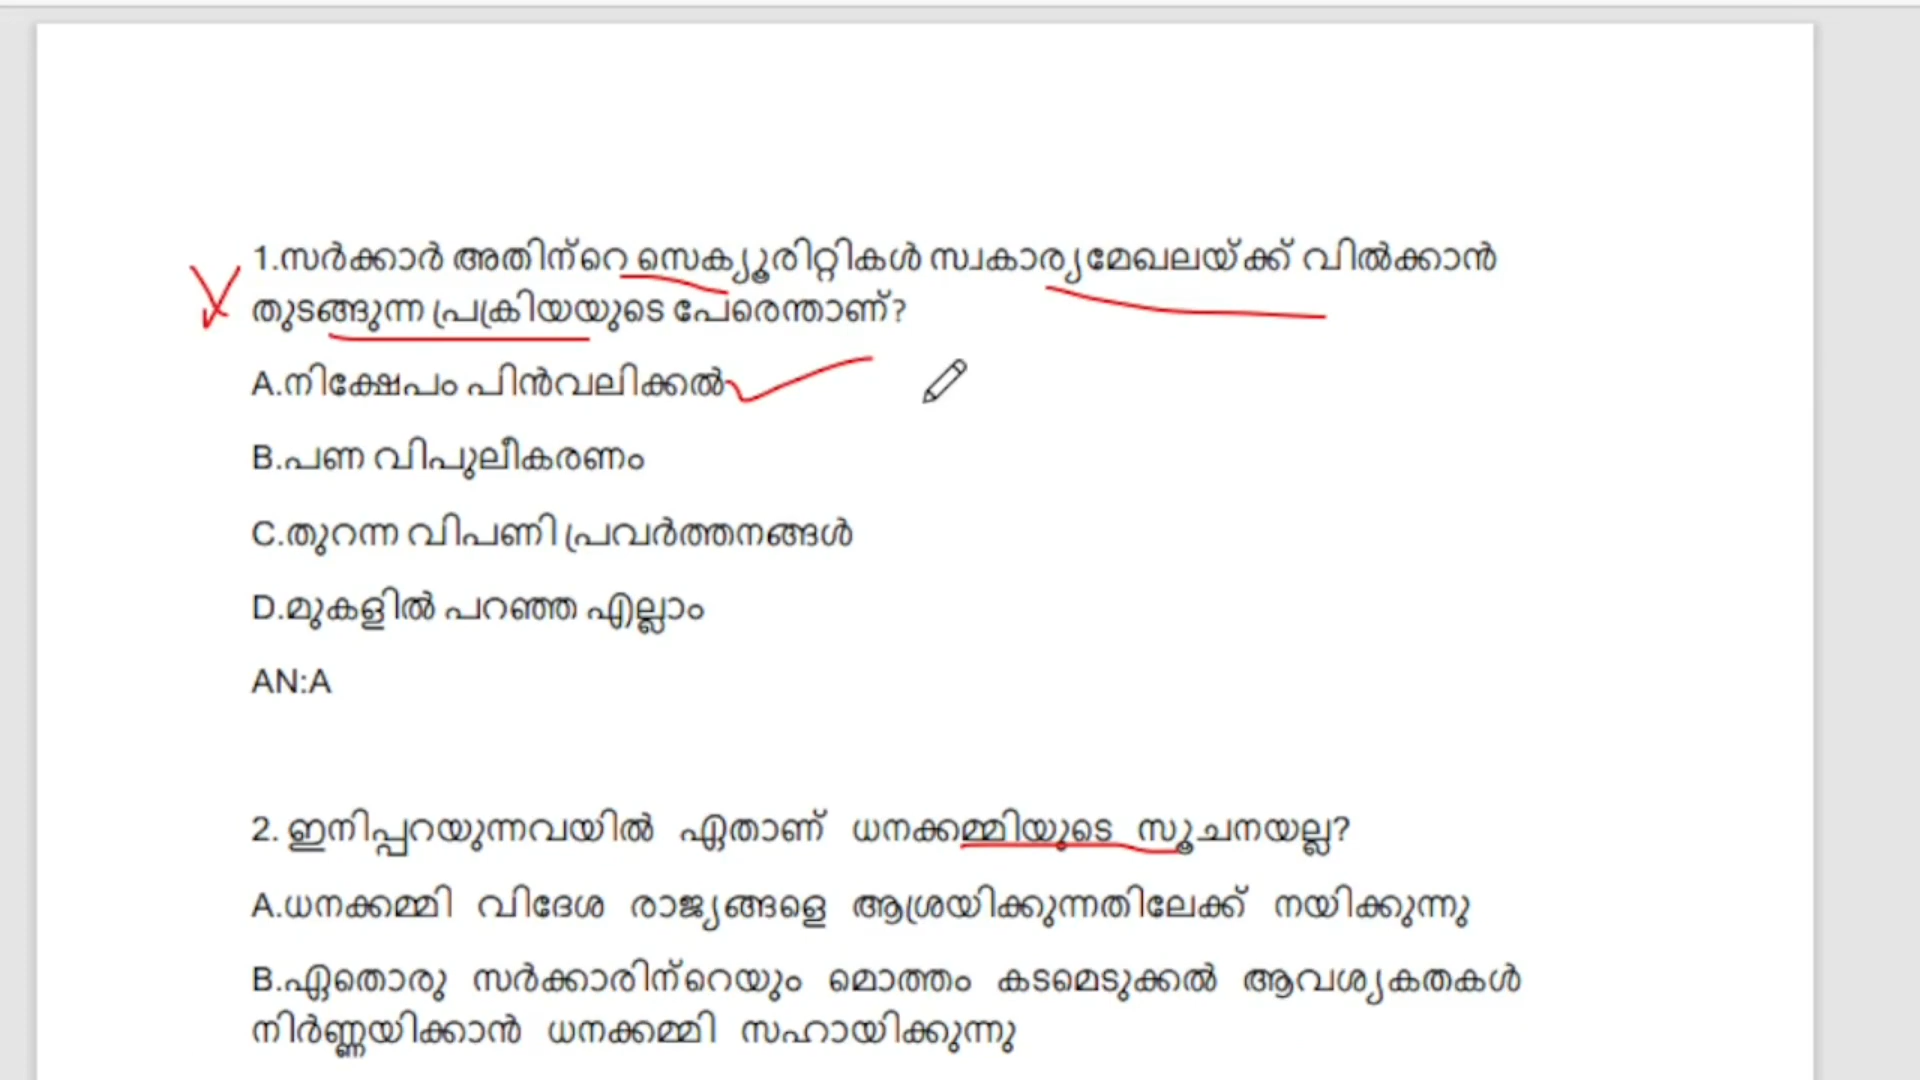 1.സർക്കാർ അതിന്റെ സെക്യൂരിറ്റികൾ സ്വകാര്യമേഖലയ്ക്ക് വിൽക്കാൻ
തുടങ്ങുന്ന പ്രക്രിയയുടെ പേരെന്താണ്?
A.നിക്ഷേപം പിൻവലിക്കൽ
B.പണ വിപുലീകരണം
C.തുറന്ന വിപണി പ്രവർത്തനങ്ങൾ
D.മുകളിൽ പറഞ്ഞ എല്ലാം
AN:A
2. ഇനിപ്പറയുന്നവയിൽ ഏതാണ് ധനക്കമ്മിയുടെ സൂചനയല്ല?
A.ധനക്കമ്മി വിദേശ രാജ്യങ്ങളെ ആശ്രയിക്കുന്നതിലേക്ക് നയിക്കുന്നു
B.ഏതൊരു സർക്കാരിന്റെയും മൊത്തം കടമെടുക്കൽ ആവശ്യകതകൾ
നിർണ്ണയിക്കാൻ ധനക്കമ്മി സഹായിക്കുന്നു